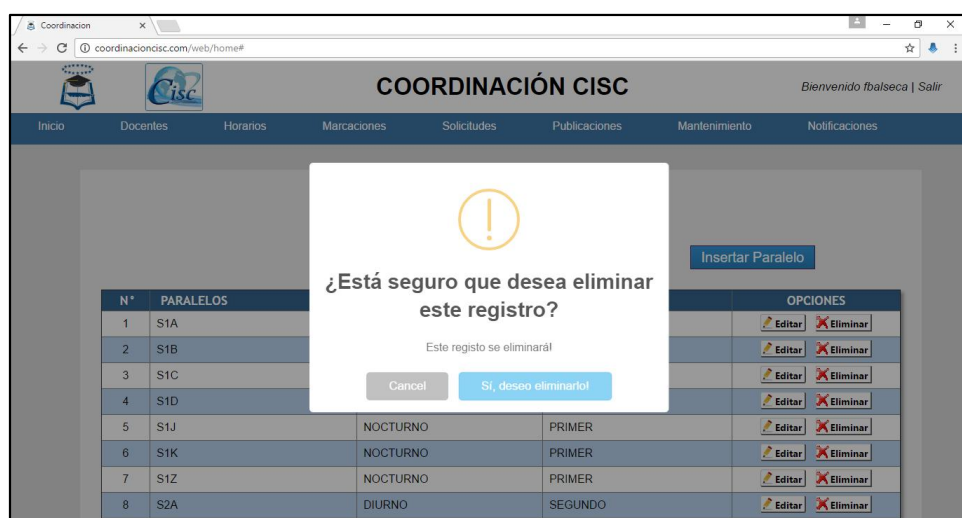 Coordinacion
coordinacioncisc.com/web/home#
Cisc
COORDINACIÓN CISC
Bienvenido fbalseca | Salir
Inicio Docentes Horarios Marcaciones Solicitudes Publicaciones Mantenimiento Notificaciones
Insertar Paralelo
¿Está seguro que desea eliminar
este registro?
Este registo se eliminará!
Cancel Sí, deseo eliminarlo!
N° PARALELOS OPCIONES
1 S1A Editar Eliminar
2 S1B Editar Eliminar
3 S1C Editar Eliminar
4 S1D Editar Eliminar
5 S1J NOCTURNO PRIMER Editar Eliminar
6 S1K NOCTURNO PRIMER Editar Eliminar
7 S1Z NOCTURNO PRIMER Editar Eliminar
8 S2A DIURNO SEGUNDO Editar Eliminar